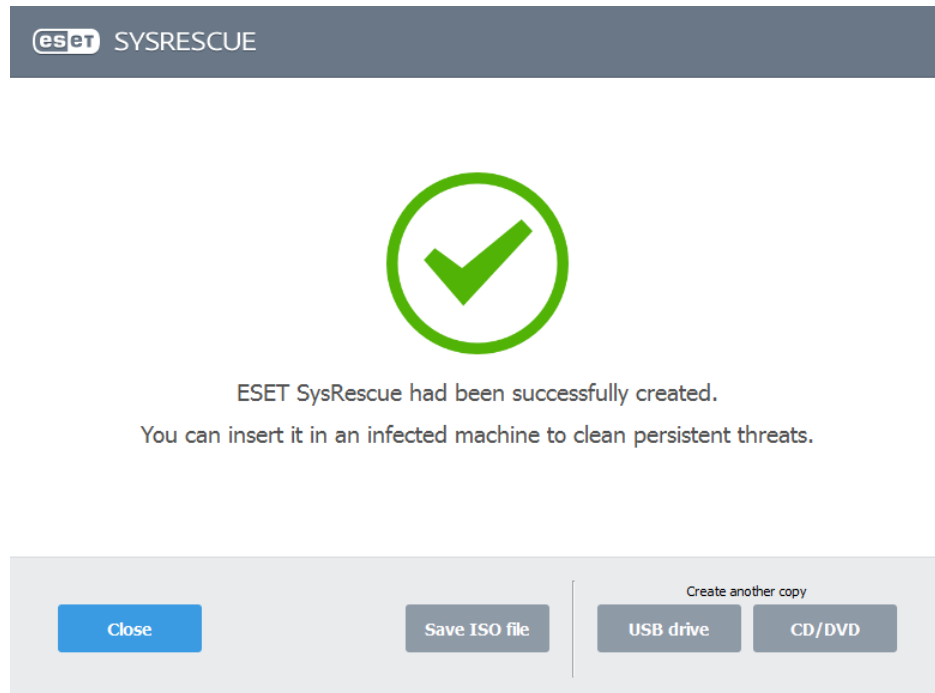 eseT SYSRESCUE
ESET SysRescue had been successfully created.
You can insert it in an infected machine to clean persistent threats.
Create another copy
Close
Save ISO file
USB drive
CD/DVD